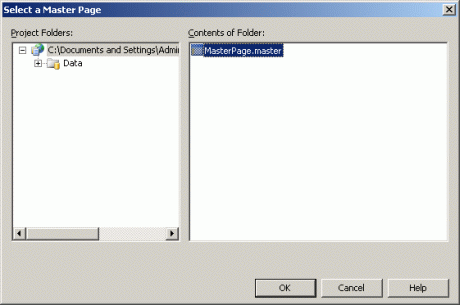 Select a Master Page
Project Folders:
Contents of Folder:
C:\Documents and Settings\Admi
Data
MasterPage.master
OK
Cancel
Help